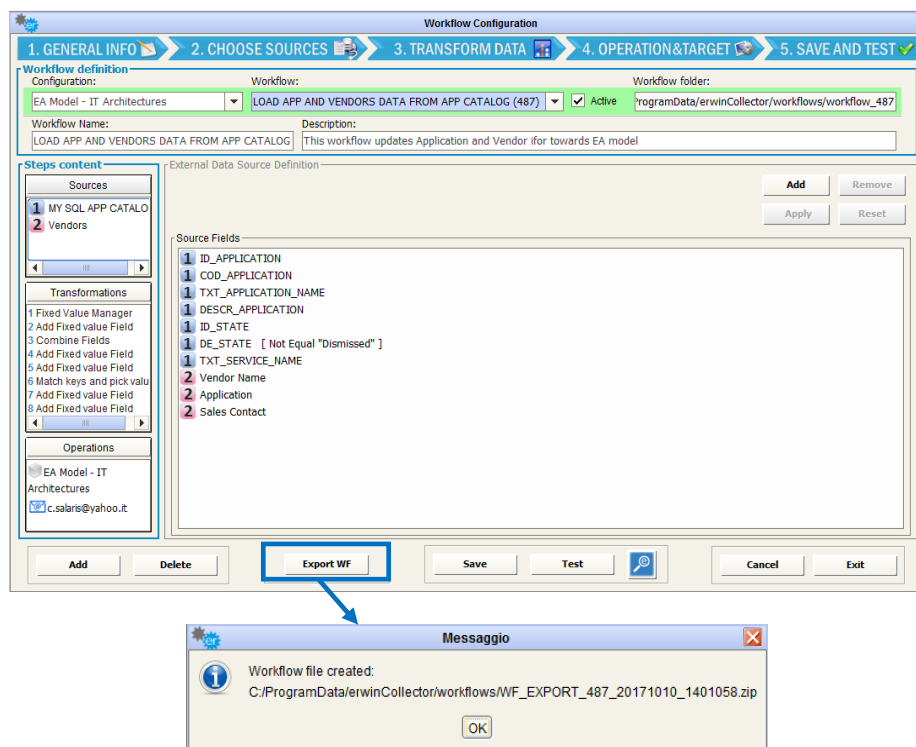 Workflow Configuration
1. GENERAL INFO 2. CHOOSE SOURCES 3. TRANSFORM DATA 4. OPERATION&TARGET 5. SAVE AND TEST
Workflow definition
Configuration: Workflow: Workflow folder:
EA Model - IT Architectures LOAD APP AND VENDORS DATA FROM APP CATALOG (487) Active ProgramData/erwinCollector/workflows/workflow_487
Workflow Name: Description:
LOAD APP AND VENDORS DATA FROM APP CATALOG This workflow updates Application and Vendor ifor towards EA model
Steps content
Sources
1 MY SQL APP CATALO
2 Vendors
Transformations
1 Fixed Value Manager
2 Add Fixed value Field
3 Combine Fields
4 Add Fixed value Field
5 Add Fixed value Field
6 Match keys and pick valu
7 Add Fixed value Field
8 Add Fixed value Field
Operations
EA Model - IT
Architectures
c.salaris@yahoo.it
External Data Source Definition
Add Remove
Apply Reset
Source Fields
1 ID_APPLICATION
1 COD_APPLICATION
1 TXT_APPLICATION_NAME
1 DESCR_APPLICATION
1 ID_STATE
1 DE_STATE [ Not Equal "Dismissed" ]
1 TXT_SERVICE_NAME
2 Vendor Name
2 Application
2 Sales Contact
Add Delete Export WF Save Test Cancel Exit
er Messaggio
Workflow file created:
C:/ProgramData/erwinCollector/workflows/WF_EXPORT_487_20171010_1401058.zip
OK